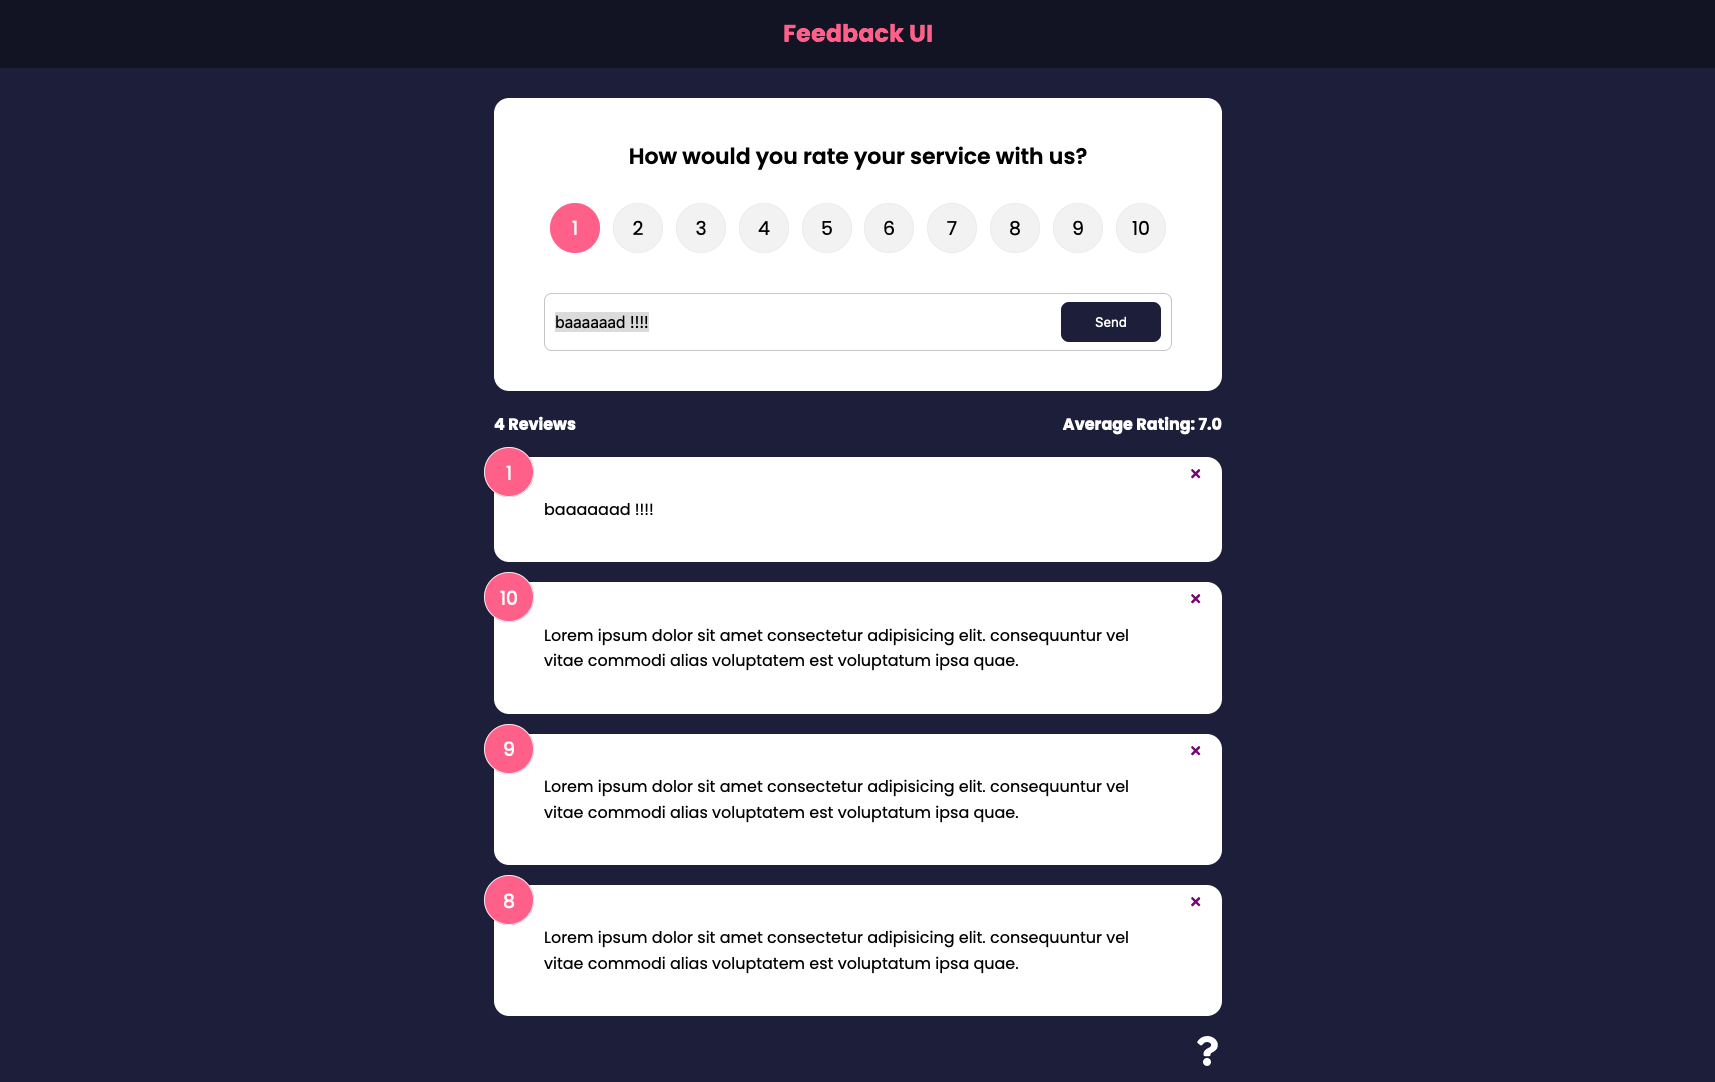 Feedback UI
How would you rate your service with us?
1 2 3 4 5 6 7 8 9 10
baaaaaad !!!! Send
4 Reviews Average Rating: 7.0
1
baaaaaad !!!!
10
Lorem ipsum dolor sit amet consectetur adipisicing elit. consequuntur vel
vitae commodi alias voluptatem est voluptatum ipsa quae.
9
Lorem ipsum dolor sit amet consectetur adipisicing elit. consequuntur vel
vitae commodi alias voluptatem est voluptatum ipsa quae.
8
Lorem ipsum dolor sit amet consectetur adipisicing elit. consequuntur vel
vitae commodi alias voluptatem est voluptatum ipsa quae.
?